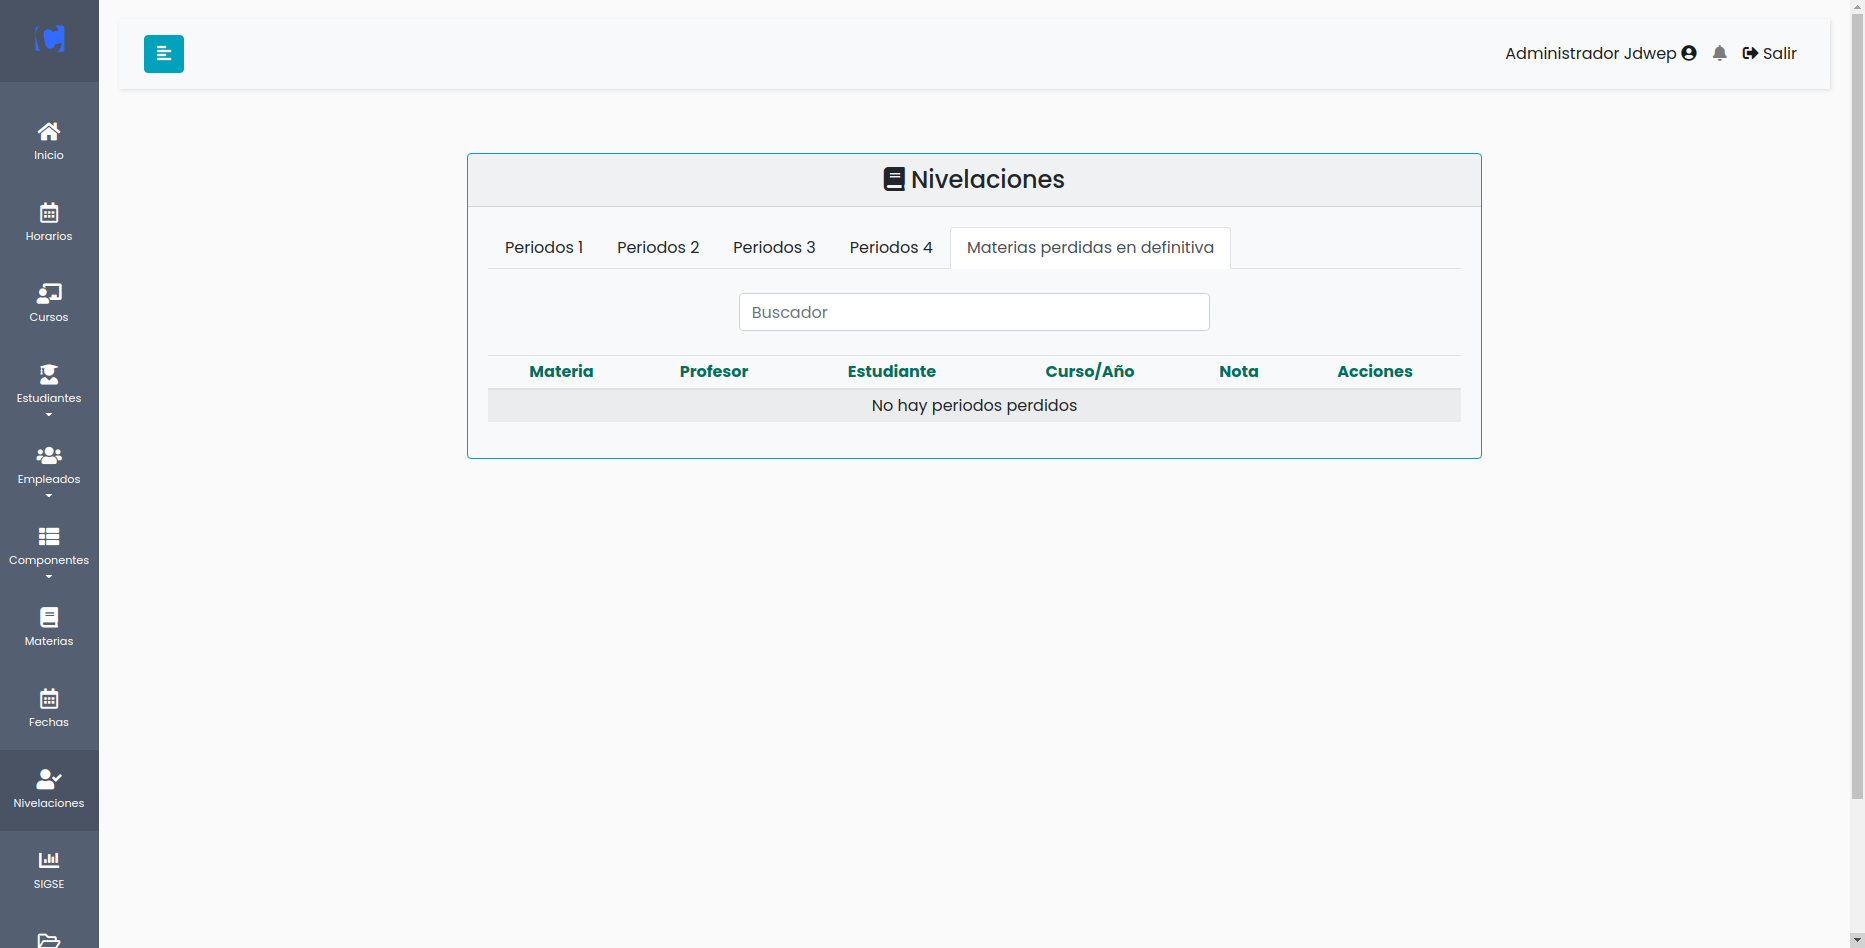 Administrador Jdwep
Salir
Inicio
Horarios
Cursos
Estudiantes
Empleados
Componentes
Materias
Fechas
Nivelaciones
SIGSE
Nivelaciones
Periodos 1 Periodos 2 Periodos 3 Periodos 4 Materias perdidas en definitiva
Buscador
Materia Profesor Estudiante Curso/Año Nota Acciones
No hay periodos perdidos